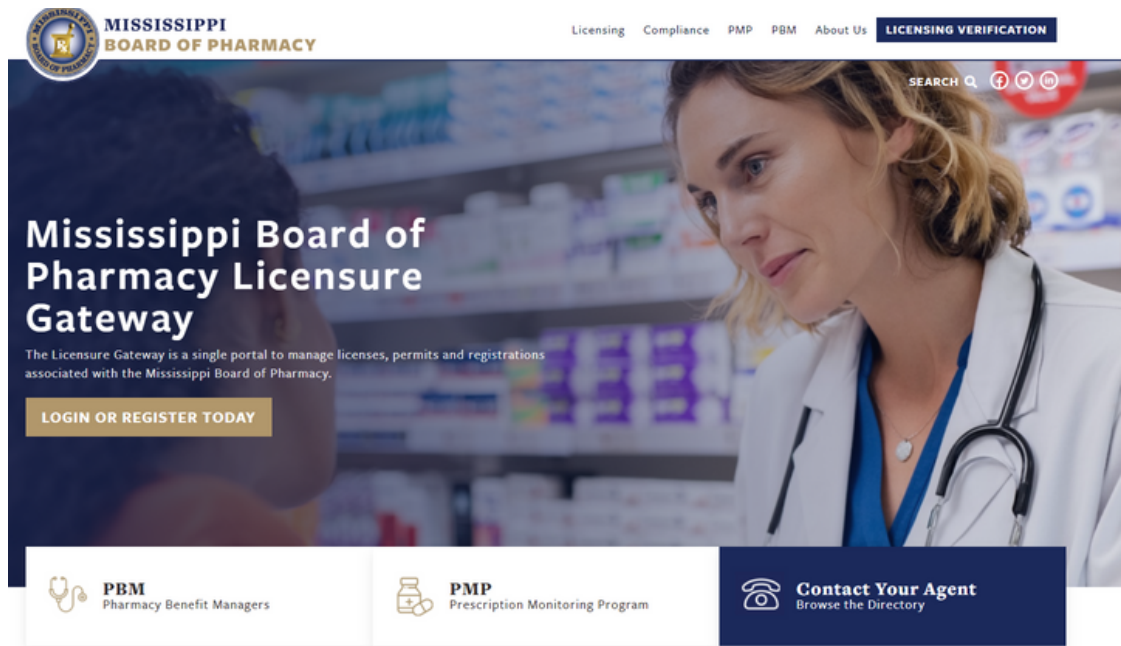 MISSISSIPPI
BOARD OF PHARMACY
Licensing Compliance PMP PBM About Us LICENSING VERIFICATION
SEARCH
Mississippi Board of
Pharmacy Licensure
Gateway
The Licensure Gateway is a single portal to manage licenses, permits and registrations
associated with the Mississippi Board of Pharmacy.
LOGIN OR REGISTER TODAY
PBM
Pharmacy Benefit Managers
PMP
Prescription Monitoring Program
Contact Your Agent
Browse the Directory